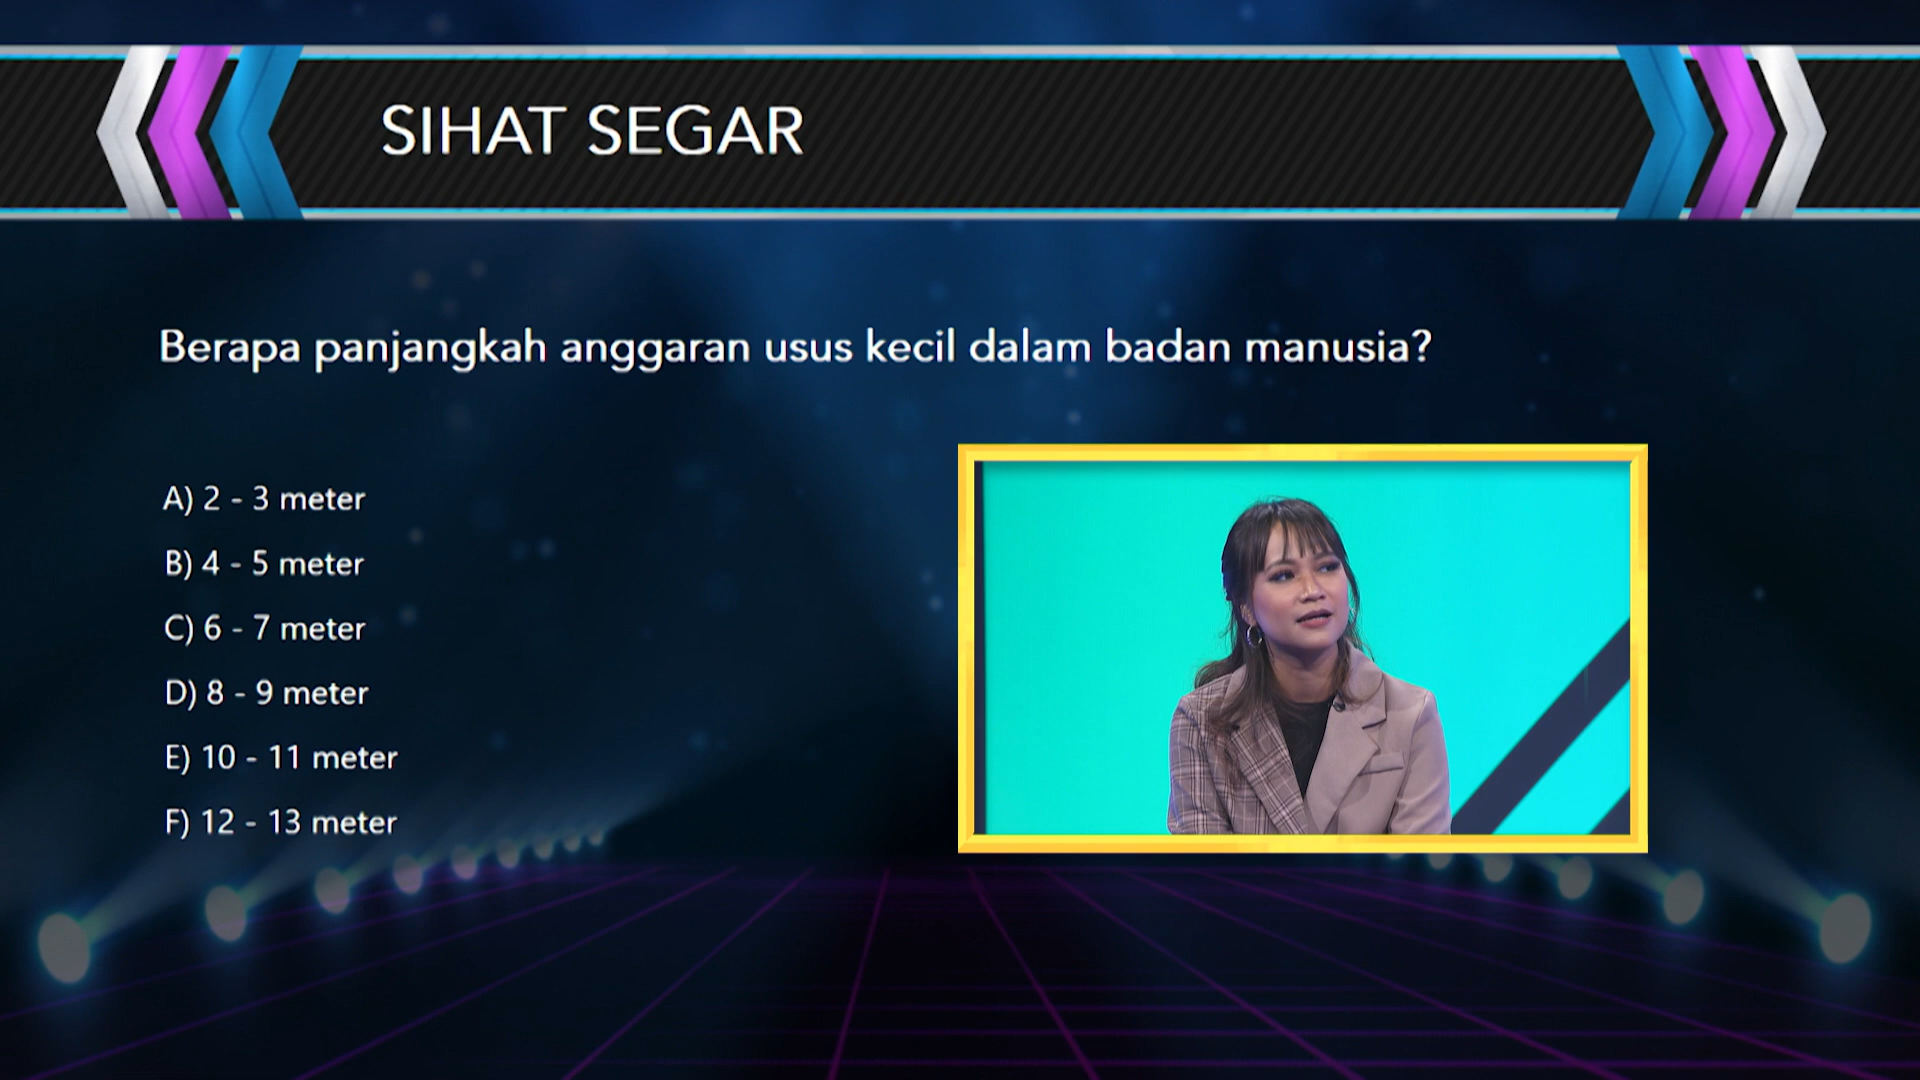 SIHAT SEGAR
Berapa panjangkah anggaran usus kecil dalam badan manusia?
A) 2 - 3 meter
B) 4 - 5 meter
C) 6 - 7 meter
D) 8 - 9 meter
E) 10 - 11 meter
F) 12 - 13 meter